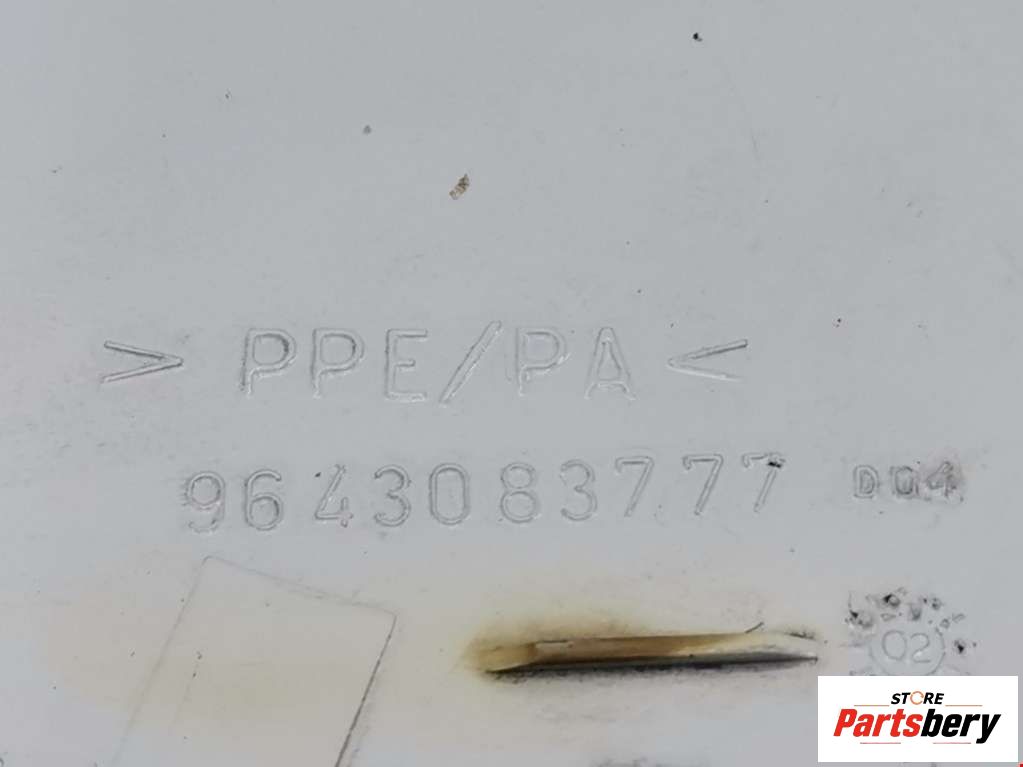 > PPE/PA <
9643083777 D04
02
STORE
Partsbery